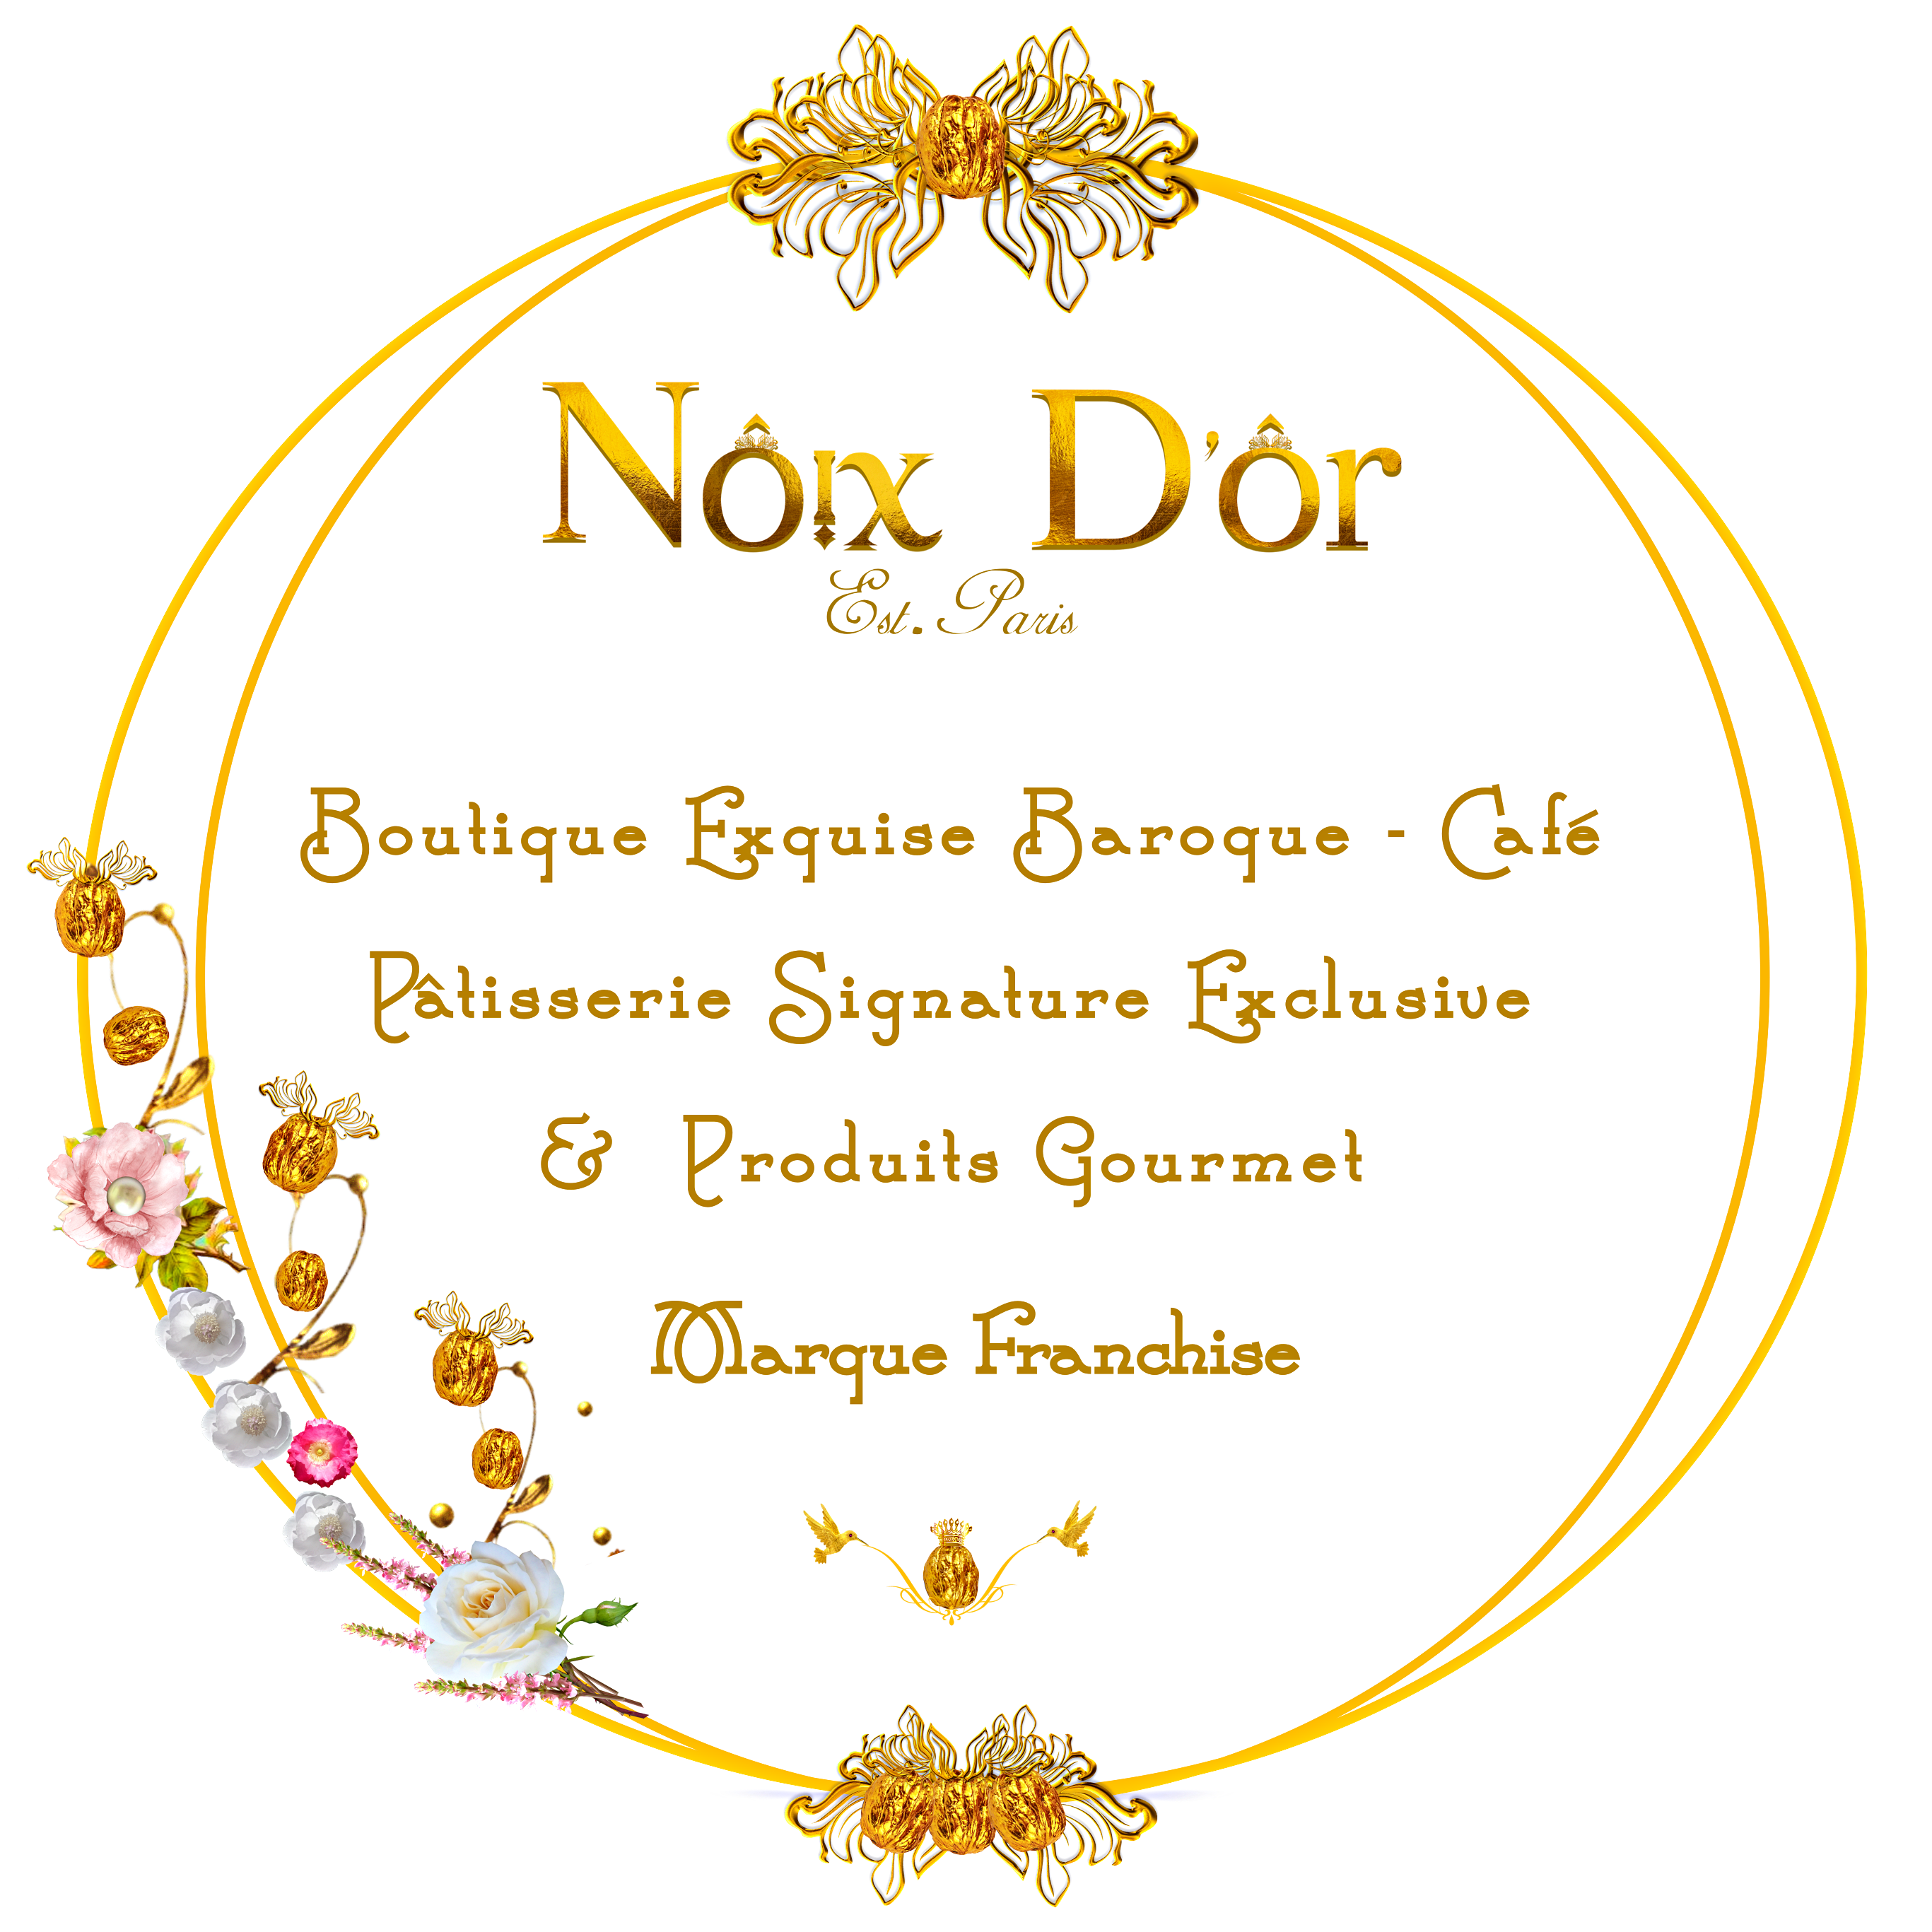 Nôix D'Ôr
Est. Paris
Boutique Exquise Baroque - Café
Pâtisserie Signature Exclusive
& Produits Gourmet
Marque Franchise